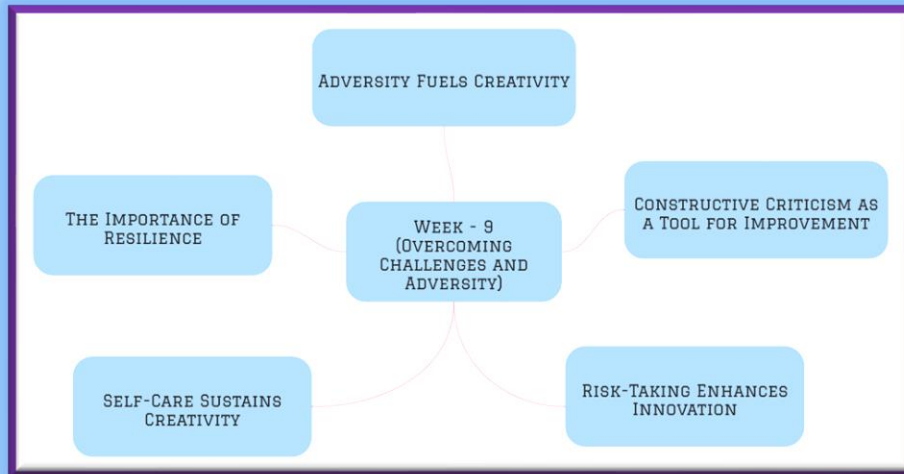 Adversity Fuels Creativity
The Importance of
Resilience
Week - 9
(Overcoming
Challenges and
Adversity)
Constructive Criticism as
a Tool for Improvement
Self-Care Sustains
Creativity
Risk-Taking Enhances
Innovation